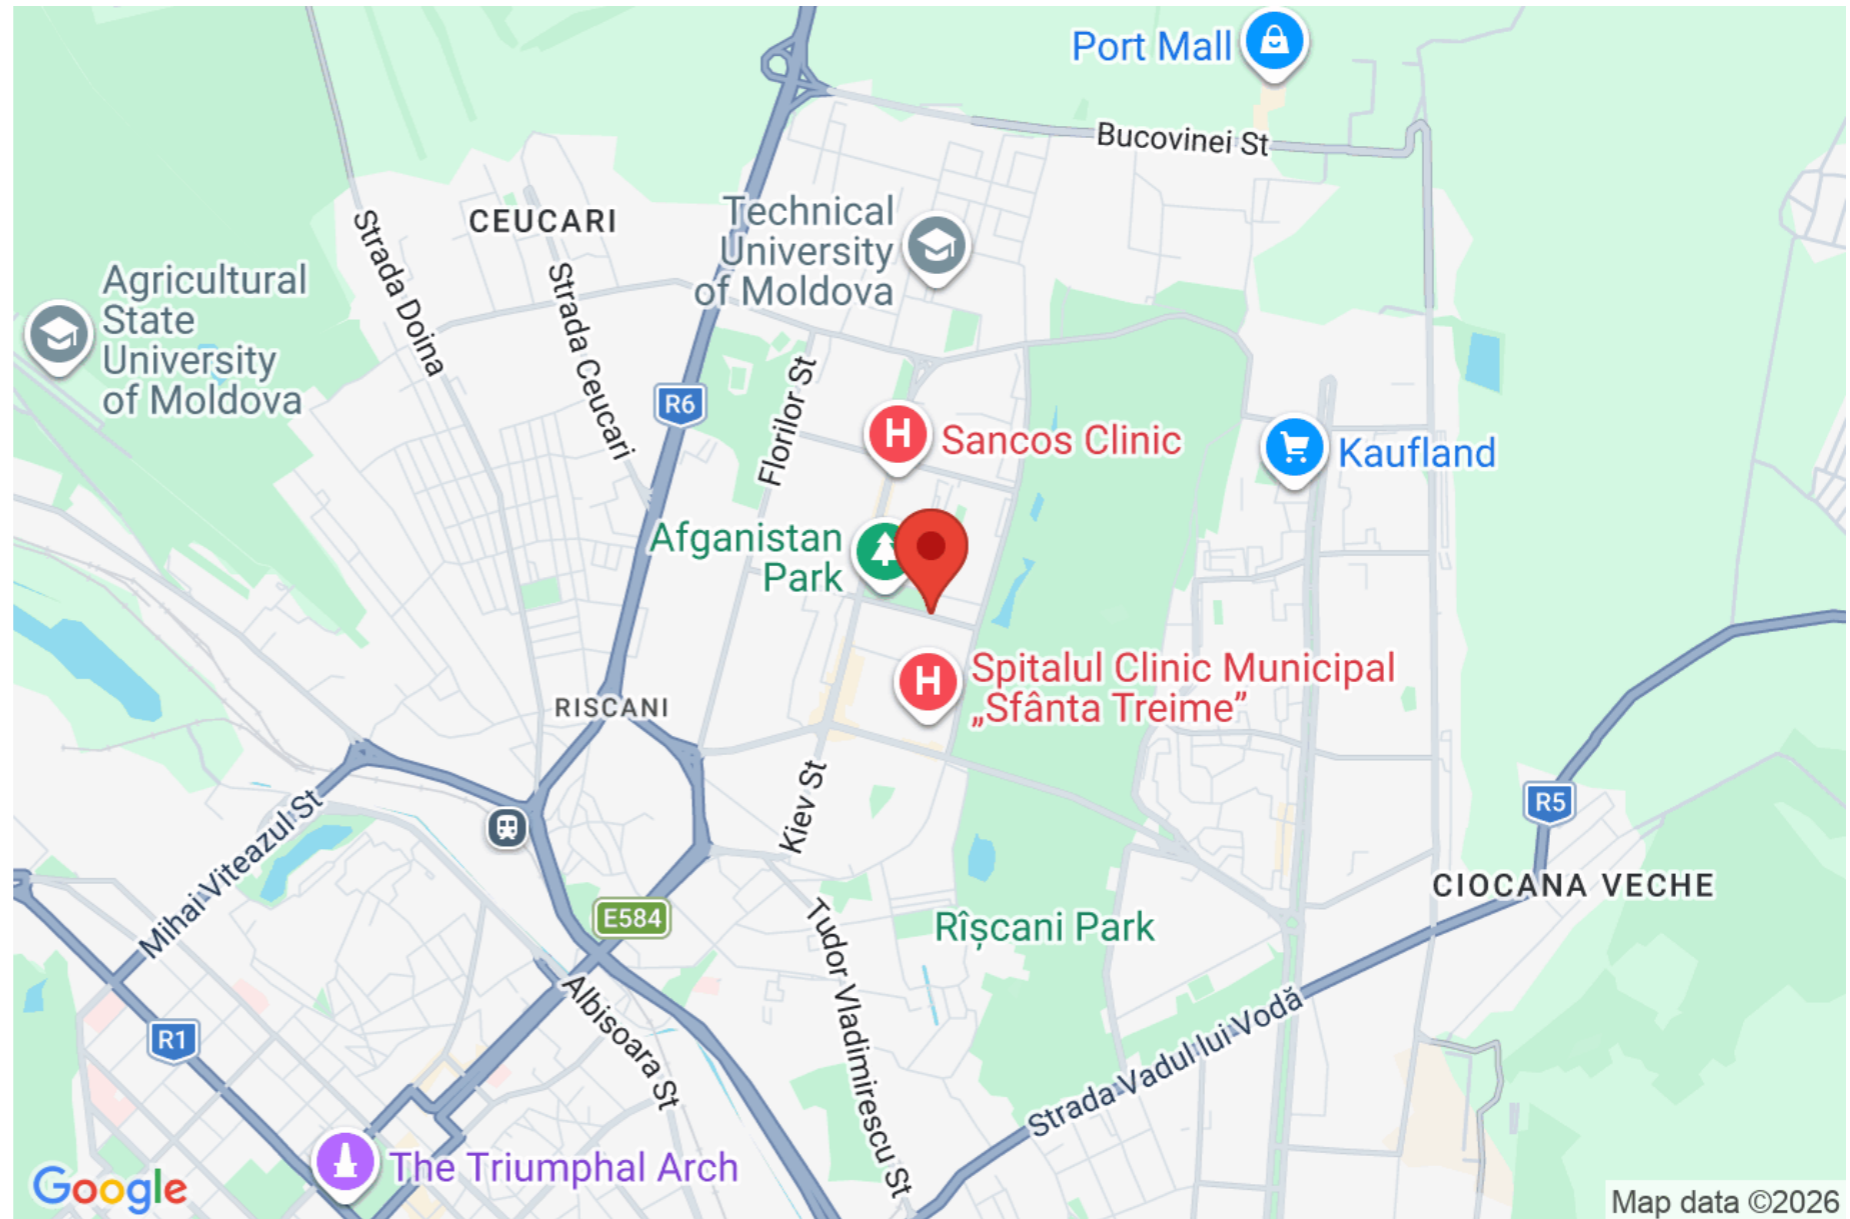 Port Mall
Bucovinei St
CEUCARI
Technical
University
of Moldova
Strada Doina
Strada Ceucari
Agricultural
State
University
of Moldova
R6
Florilor St
H
Sancos Clinic
Kaufland
Afganistan
Park
H
Spitalul Clinic Municipal
„Sfânta Treime”
RISCANI
Kiev St
Mihai Viteazul St
R5
CIOCANA VECHE
E584
Rîșcani Park
Tudor Vladimirescu St
Albisoara St
R1
Strada Vadul lui Vodă
The Triumphal Arch
Google
Map data ©2026